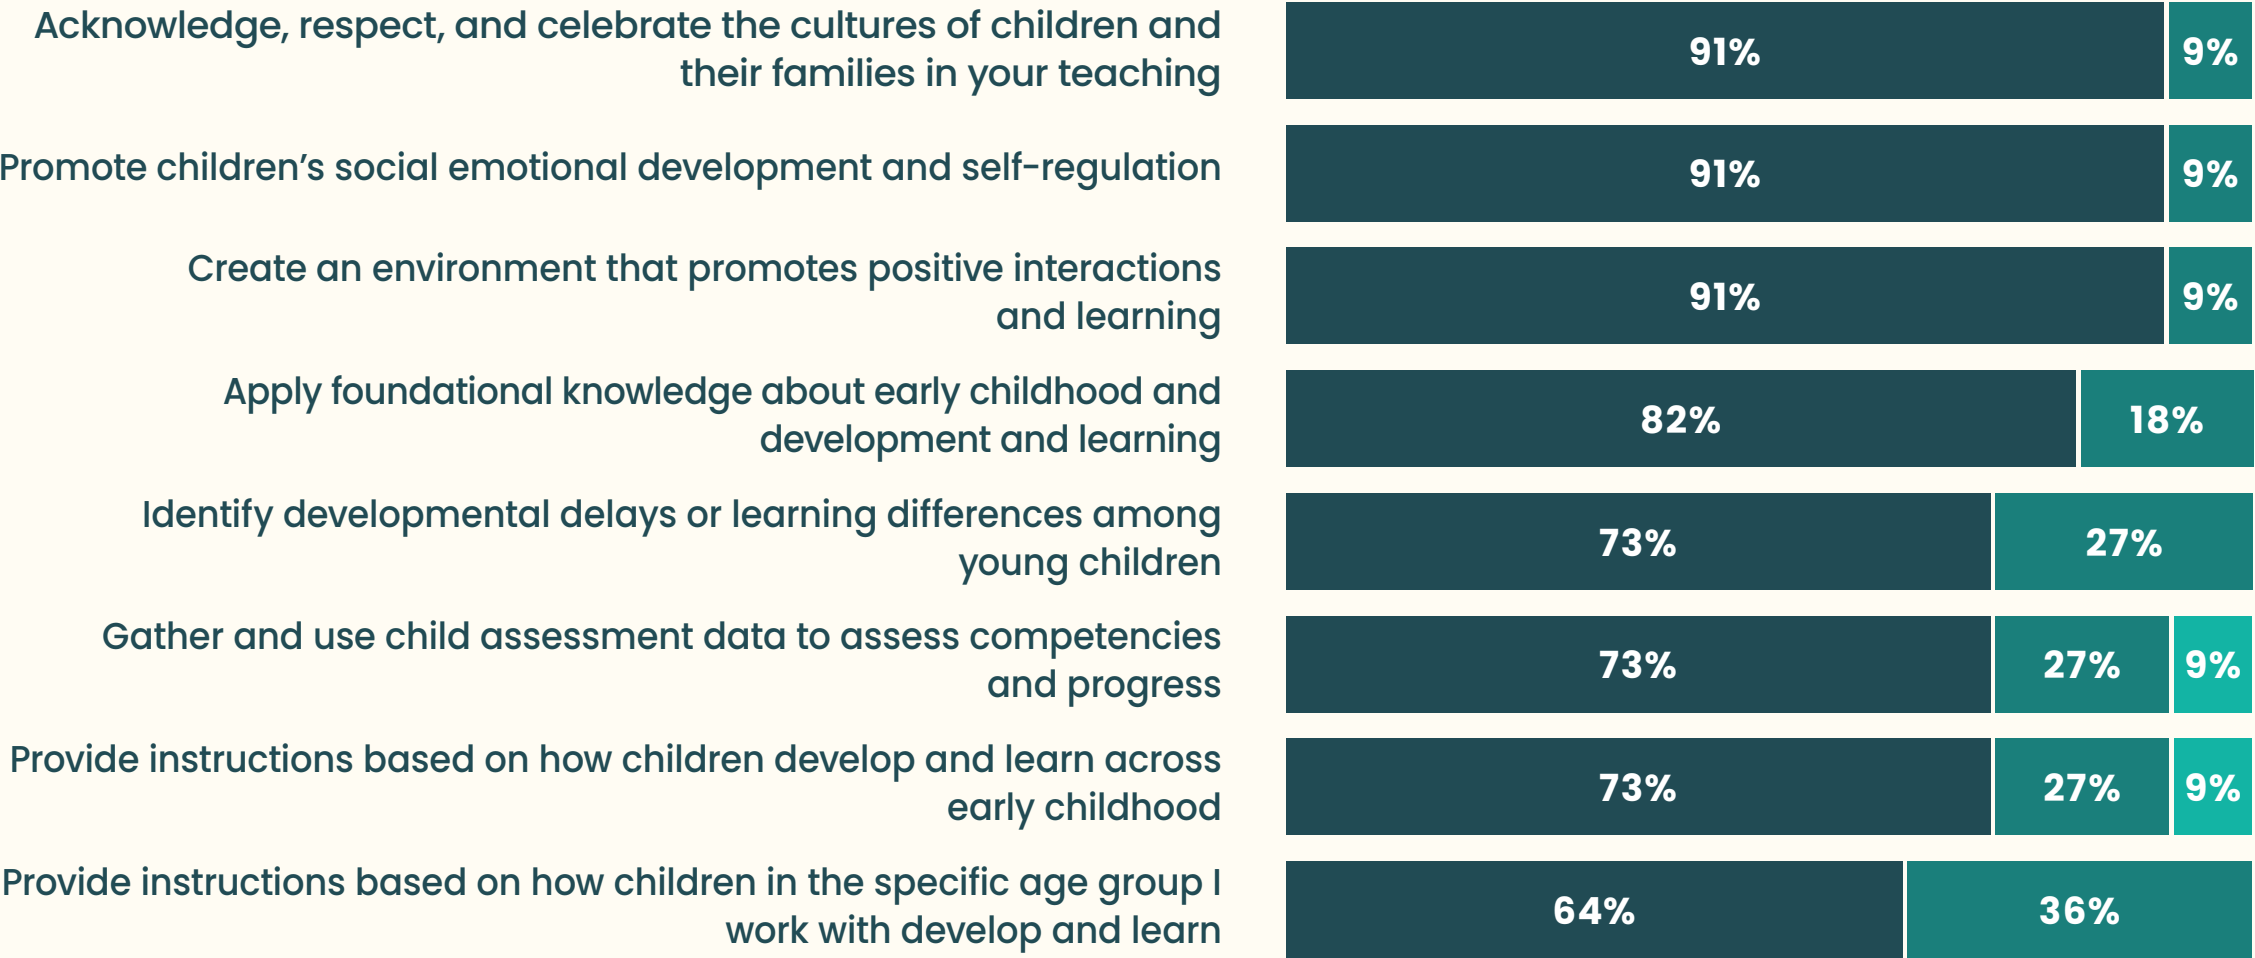 Acknowledge, respect, and celebrate the cultures of children and
their families in your teaching
91% 9%
Promote children’s social emotional development and self-regulation
91% 9%
Create an environment that promotes positive interactions
and learning
91% 9%
Apply foundational knowledge about early childhood and
development and learning
82% 18%
Identify developmental delays or learning differences among
young children
73% 27%
Gather and use child assessment data to assess competencies
and progress
73% 27% 9%
Provide instructions based on how children develop and learn across
early childhood
73% 27% 9%
Provide instructions based on how children in the specific age group I
work with develop and learn
64% 36%